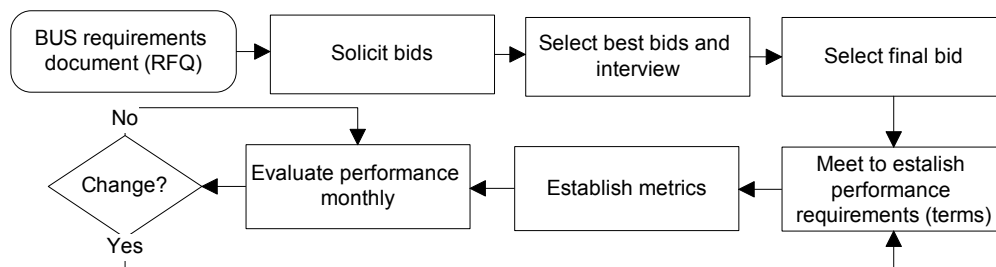 BUS requirements
document (RFQ)
Solicit bids
Select best bids and
interview
Select final bid
Meet to estalish
performance
requirements (terms)
Establish metrics
Evaluate performance
monthly
Change?
No
Yes